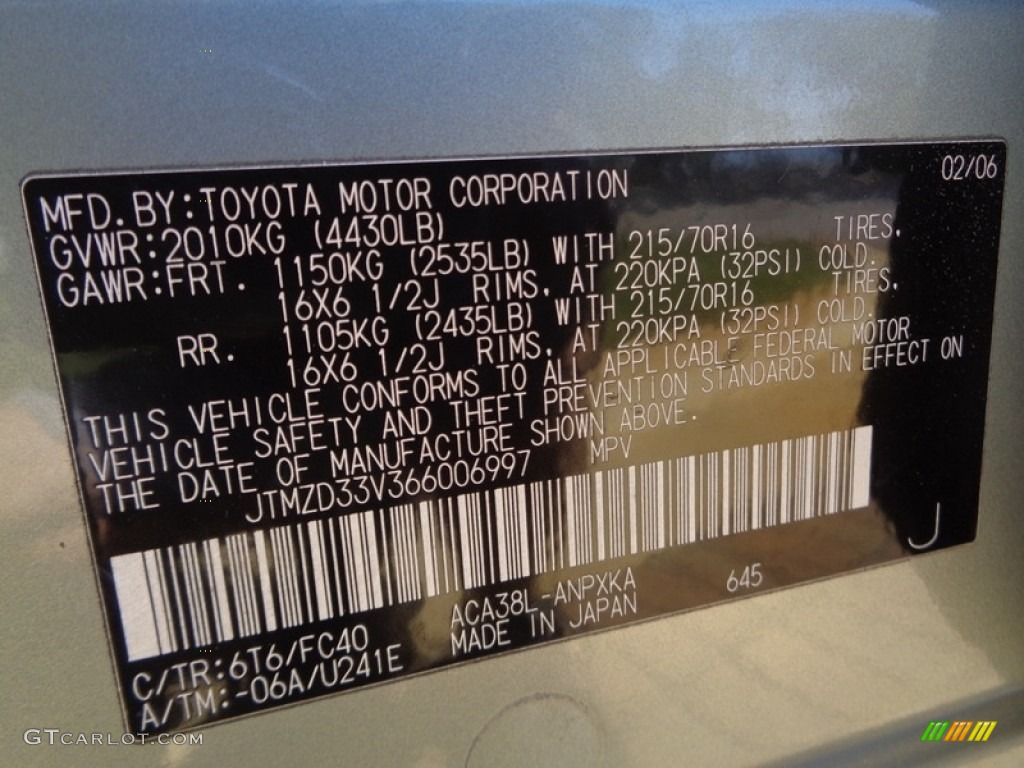 02/06
MFD. BY: TOYOTA MOTOR CORPORATION
GVWR: 2010KG (4430LB)
GAWR: FRT. 1150KG (2535LB) WITH 215/70R16 TIRES,
16X6 1/2J RIMS, AT 220KPA (32PSI) COLD.
RR. 1105KG (2435LB) WITH 215/70R16 TIRES,
16X6 1/2J RIMS, AT 220KPA (32PSI) COLD.
THIS VEHICLE CONFORMS TO ALL APPLICABLE FEDERAL MOTOR
VEHICLE SAFETY AND THEFT PREVENTION STANDARDS IN EFFECT ON
THE DATE OF MANUFACTURE SHOWN ABOVE.
JTMZD33V366006997 MPV
ACA38L-ANPXKA 645
MADE IN JAPAN
J
C/TR: 6T6/FC40
A/TM: -06A/U241E
GTCARLOT.COM